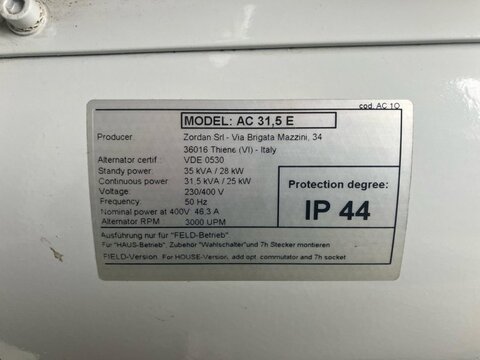 cod. AC 10
MODEL: AC 31,5 E
Producer: Zordan Srl - Via Brigata Mazzini, 34
36016 Thiene (VI) - Italy
Alternator certif: VDE 0530
Standy power: 35 kVA / 28 kW
Continuous power: 31,5 kVA / 25 kW
Voltage: 230/400 V
Frequency: 50 Hz
Nominal power at 400V 46,3 A
Alternator RPM: 3000 UPM
Protection degree:
IP 44
Ausführung nur für "FELD-Betrieb".
Für "HAUS-Betrieb", Zubehör "Wahlschalter" und 7h Stecker montieren
FIELD-Version. For HOUSE-Version, add opt. commutator and 7h socket